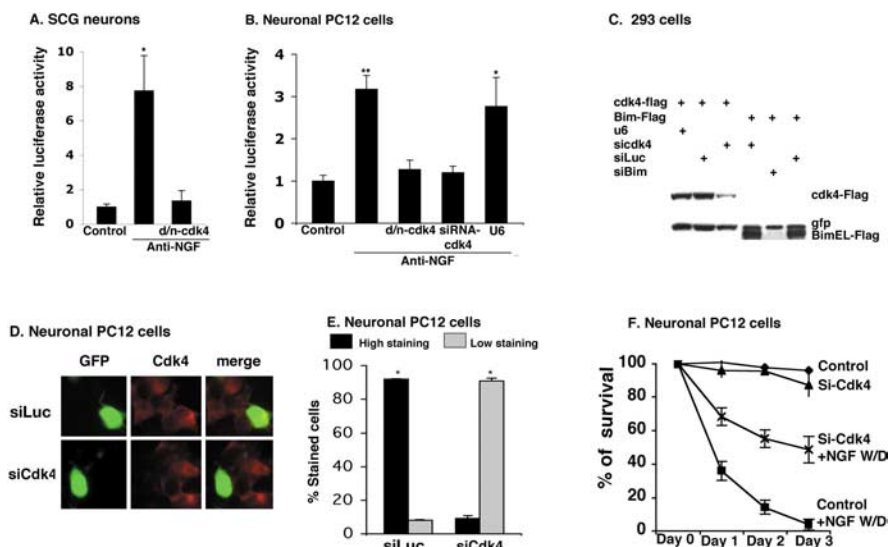 A. SCG neurons
Relative luciferase activity
10
8
6
4
2
0
*
Control
d/n-cdk4
Anti-NGF
B. Neuronal PC12 cells
Relative luciferase activity
4
3
2
1
0
**
*
Control
d/n-cdk4
siRNA-
cdk4
U6
Anti-NGF
C. 293 cells
cdk4-flag + + +
Bim-Flag + + +
u6 +
sicdk4 + +
siLuc + +
siBim +
cdk4-Flag
gfp
BimEL-Flag
D. Neuronal PC12 cells
GFP Cdk4 merge
siLuc
siCdk4
E. Neuronal PC12 cells
High staining Low staining
% Stained cells
100
80
60
40
20
0
*
*
siLuc siCdk4
F. Neuronal PC12 cells
% of survival
100
80
60
40
20
0
Control
Si-Cdk4
Si-Cdk4
+NGF W/D
Control
+NGF W/D
Day 0 Day 1 Day 2 Day 3